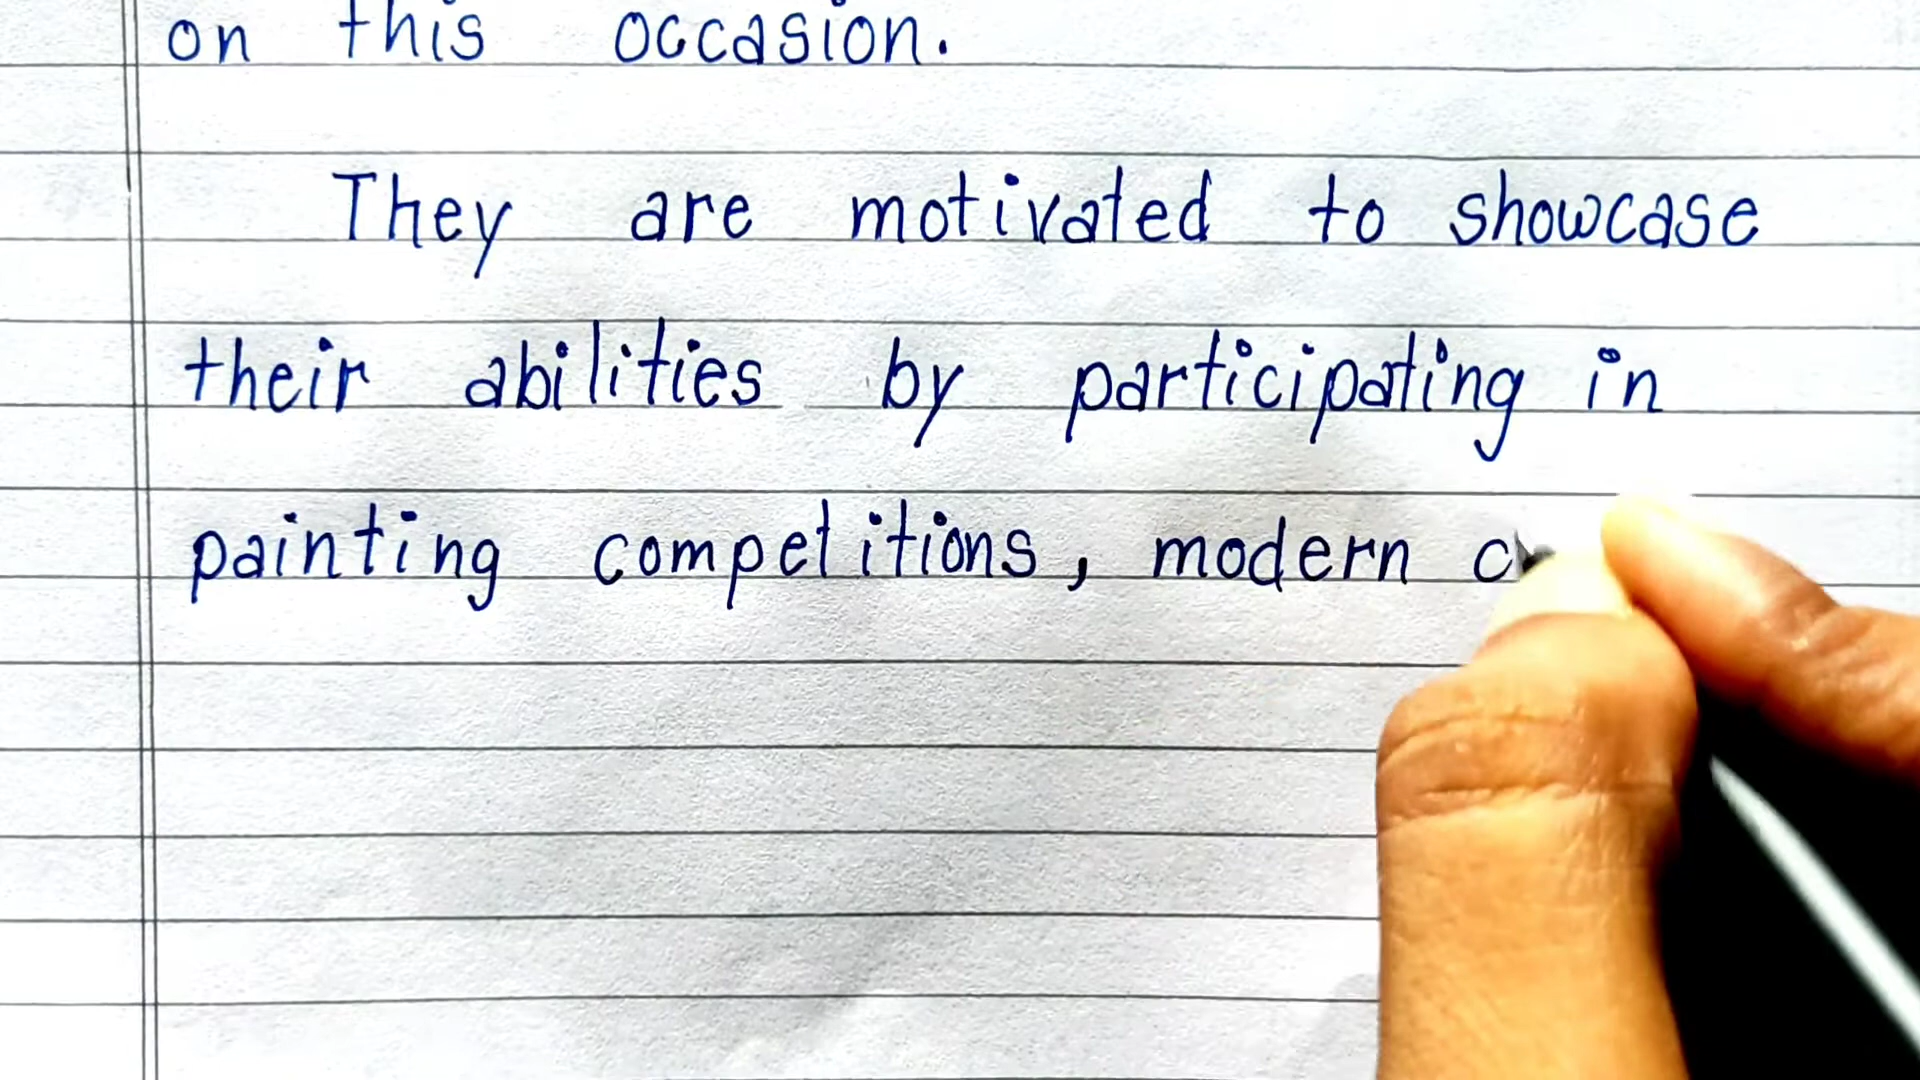 on this occasion.
They are motivated to showcase
their abilities by participating in
painting competitions, modern